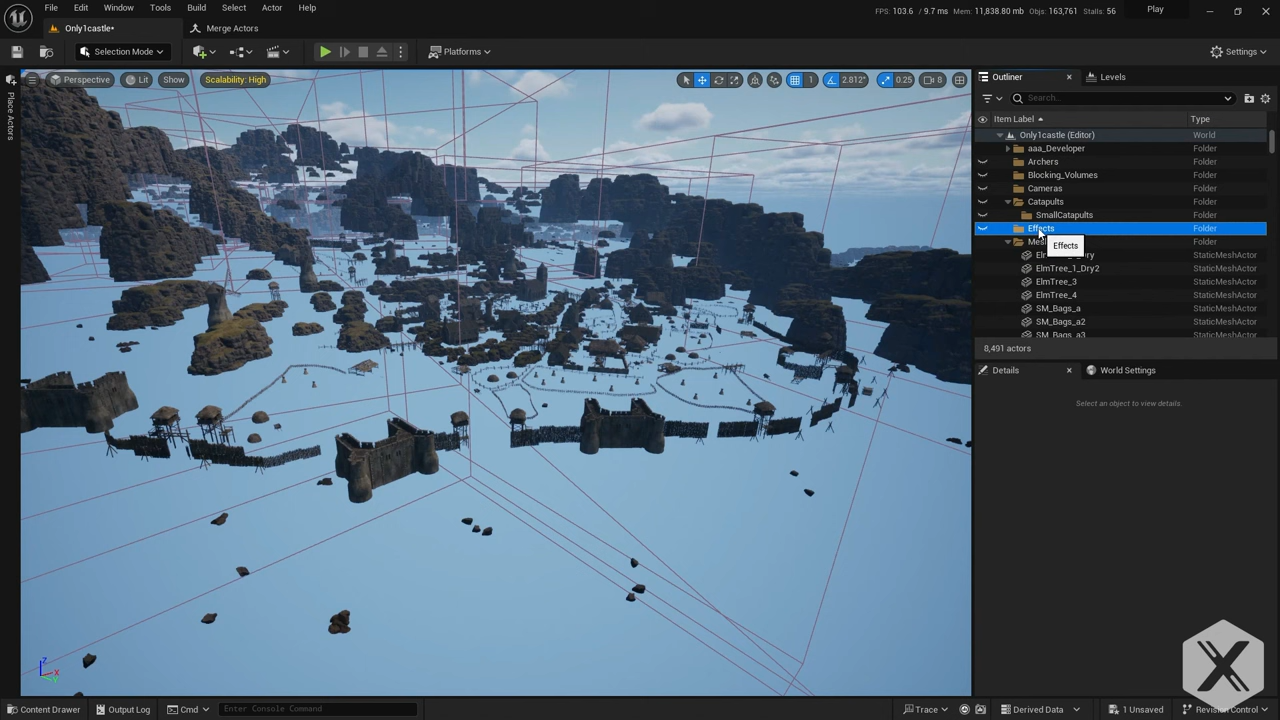 File Edit Window Tools Build Select Actor Help
FPS: 103.6 / 9.7 ms Mem: 11,838.80 mb Objs: 163,761 Stalls: 56 Play
Only1castle* Merge Actors
Selection Mode Platforms Settings
Place Actors
Perspective Lit Show Scalability: High 1 2.812° 0.25 8
Outliner Levels
Search...
Item Label Type
Only1castle (Editor) World
aaa_Developer Folder
Archers Folder
Blocking_Volumes Folder
Cameras Folder
Catapults Folder
SmallCatapults Folder
Effects Folder
Effects
Folder
StaticMeshActor
ElmTree_1_Dry2 StaticMeshActor
ElmTree_3 StaticMeshActor
ElmTree_4 StaticMeshActor
SM_Bags_a StaticMeshActor
SM_Bags_a2 StaticMeshActor
SM_Bags_a3 StaticMeshActor
8,491 actors
Details World Settings
Select an object to view details.
Z X
Content Drawer Output Log Cmd Enter Console Command Trace Derived Data 1 Unsaved Revision Control